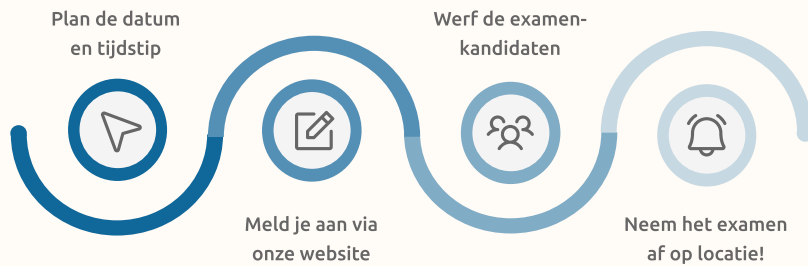 Plan de datum
en tijdstip
Meld je aan via
onze website
Werf de examen-
kandidaten
Neem het examen
af op locatie!